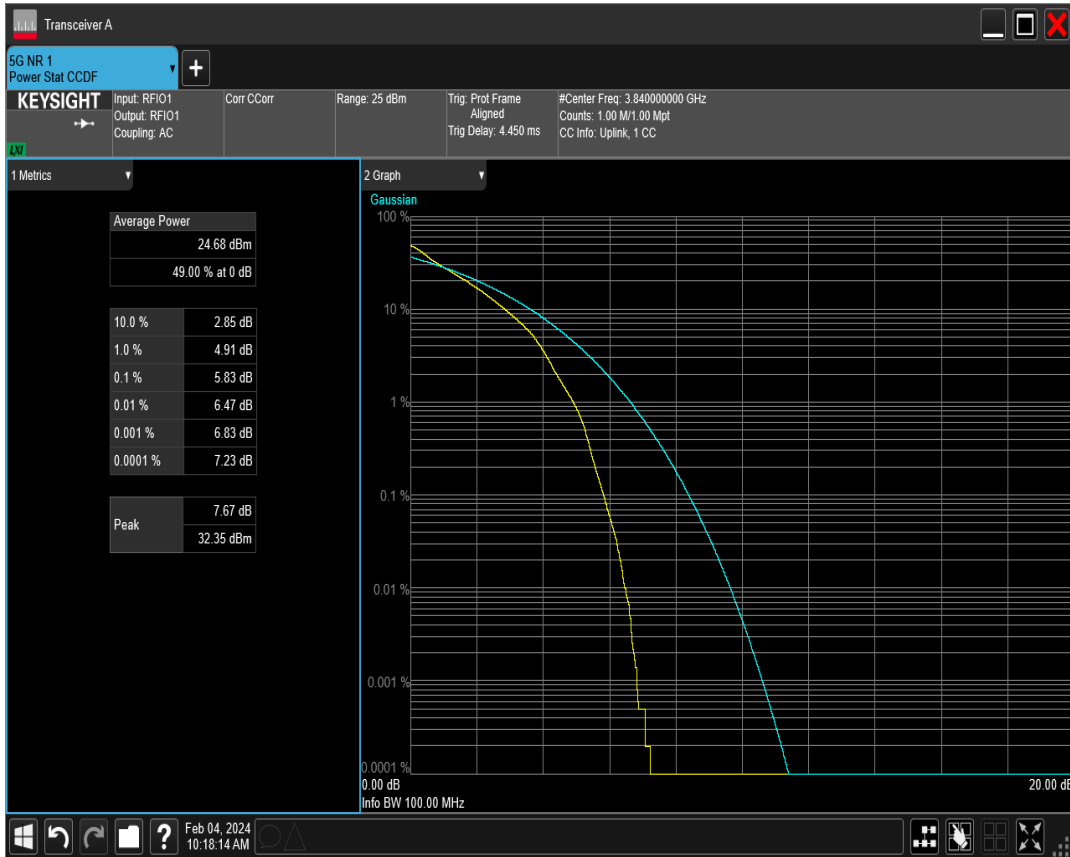 Transceiver A
5G NR 1
Power Stat CCDF
+
KEYSIGHT
LXI
Input: RFIO1
Output: RFIO1
Coupling: AC
Corr CCorr
Range: 25 dBm
Trig: Prot Frame
Aligned
Trig Delay: 4.450 ms
#Center Freq: 3.840000000 GHz
Counts: 1.00 M/1.00 Mpt
CC Info: Uplink, 1 CC
1 Metrics
Average Power
24.68 dBm
49.00 % at 0 dB
10.0 % 2.85 dB
1.0 % 4.91 dB
0.1 % 5.83 dB
0.01 % 6.47 dB
0.001 % 6.83 dB
0.0001 % 7.23 dB
Peak
7.67 dB
32.35 dBm
2 Graph
Gaussian
100 %
10 %
1 %
0.1 %
0.01 %
0.001 %
0.0001 %
0.00 dB 20.00 dB
Info BW 100.00 MHz
?
Feb 04, 2024
10:18:14 AM